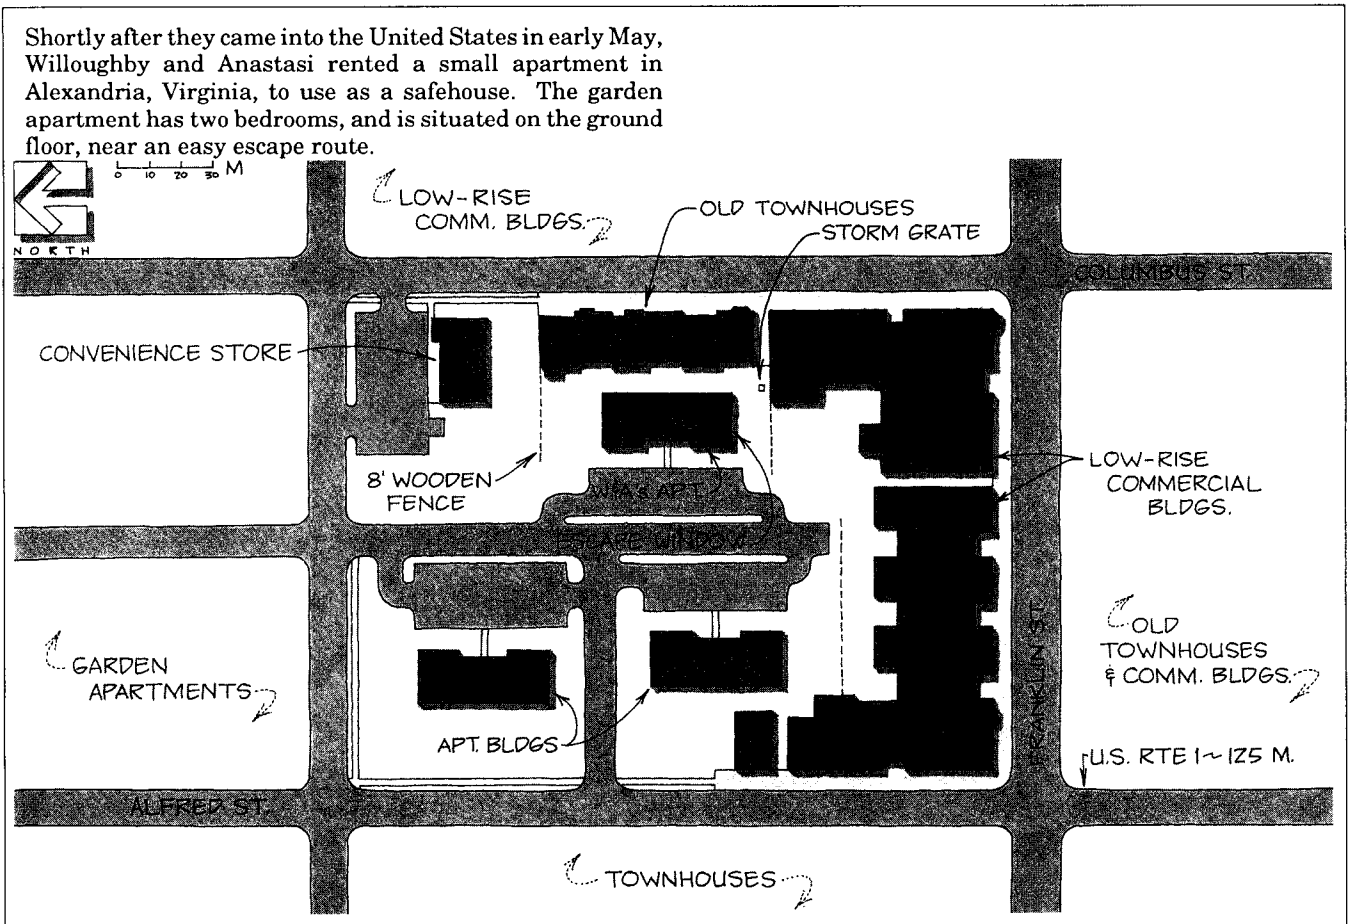 Shortly after they came into the United States in early May,
Willoughby and Anastasi rented a small apartment in
Alexandria, Virginia, to use as a safehouse. The garden
apartment has two bedrooms, and is situated on the ground
floor, near an easy escape route.
0 10 20 30 M
NORTH
LOW-RISE
COMM. BLDGS.
OLD TOWNHOUSES
STORM GRATE
COLUMBUS ST.
CONVENIENCE STORE
8' WOODEN
FENCE
W&A's APT.
ESCAPE WINDOW
LOW-RISE
COMMERCIAL
BLDGS.
GARDEN
APARTMENTS
APT. BLDGS
FRANKLIN ST.
OLD
TOWNHOUSES
& COMM. BLDGS.
U.S. RTE 1 ~ 125 M.
ALFRED ST.
TOWNHOUSES